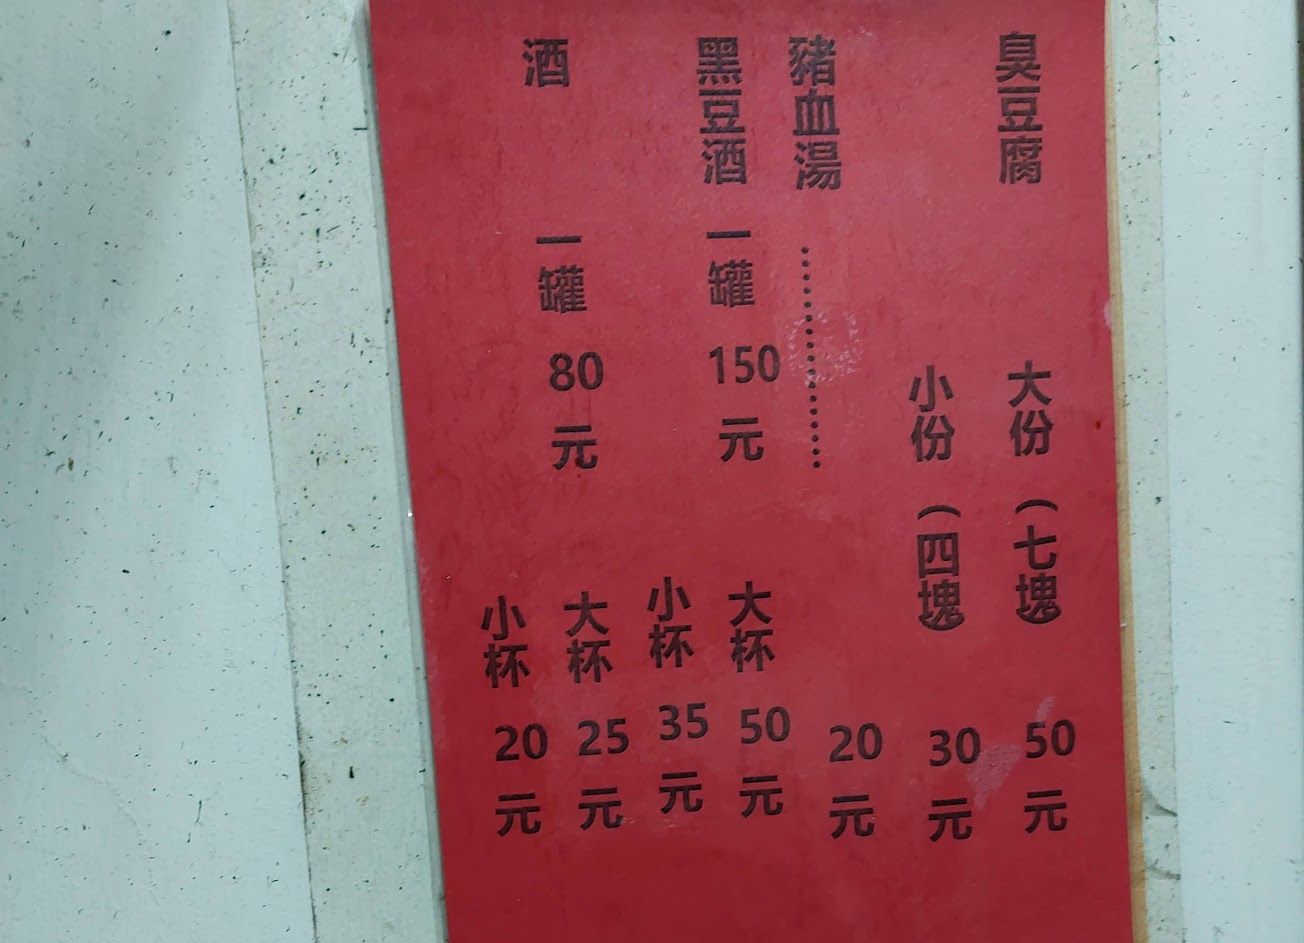 臭豆腐 大份（七塊） 50元
小份（四塊） 30元
豬血湯………… 20元
黑豆酒 一罐 150元 大杯 50元
小杯 35元
酒 一罐 80元 大杯 25元
小杯 20元